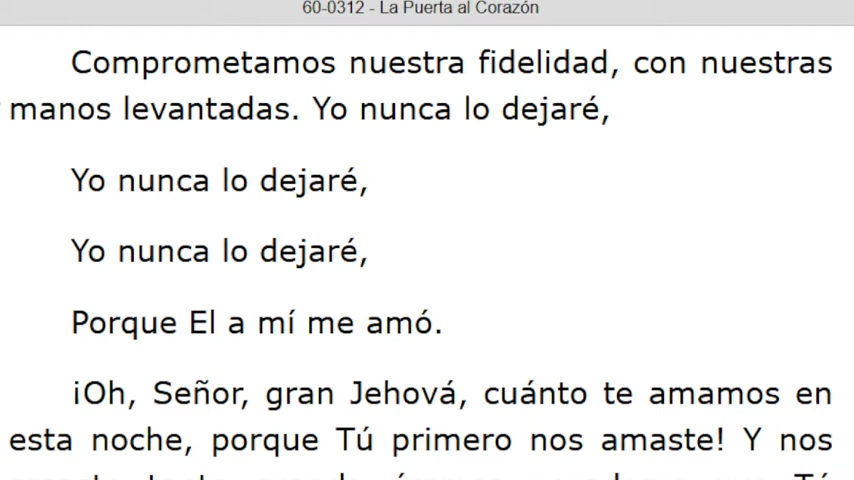 60-0312 - La Puerta al Corazón
Comprometamos nuestra fidelidad, con nuestras
manos levantadas. Yo nunca lo dejaré,
Yo nunca lo dejaré,
Yo nunca lo dejaré,
Porque El a mí me amó.
¡Oh, Señor, gran Jehová, cuánto te amamos en
esta noche, porque Tú primero nos amaste! Y nos